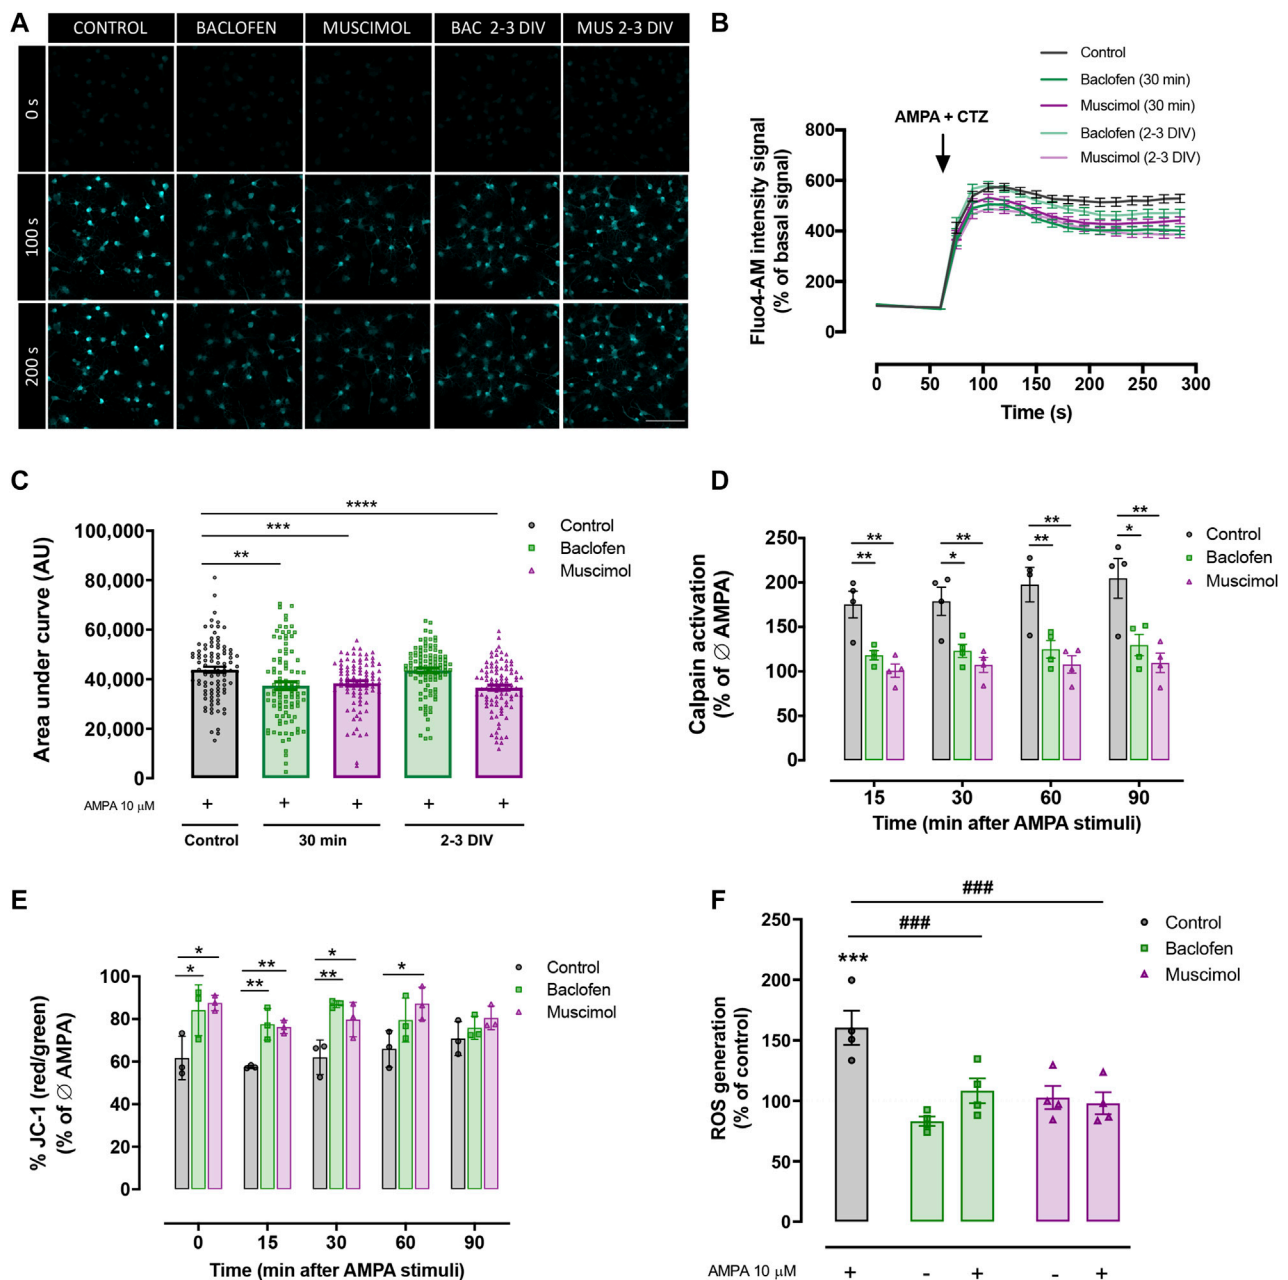 A
CONTROL BACLOFEN MUSCIMOL BAC 2-3 DIV MUS 2-3 DIV
0 s
100 s
200 s
B
Control
Baclofen (30 min)
Muscimol (30 min)
Baclofen (2-3 DIV)
Muscimol (2-3 DIV)
AMPA + CTZ
Fluo4-AM intensity signal
(% of basal signal)
800
600
400
200
0
0 50 100 150 200 250 300
Time (s)
C
Area under curve (AU)
100,000
80,000
60,000
40,000
20,000
0
****
***
**
Control
Baclofen
Muscimol
AMPA 10 μM + + + + +
Control 30 min 2-3 DIV
D
Calpain activation
(% of Ø AMPA)
250
200
150
100
50
0
** ** ** **
** * ** *
Control
Baclofen
Muscimol
15 30 60 90
Time (min after AMPA stimuli)
E
% JC-1 (red/green)
(% of Ø AMPA)
100
80
60
40
20
0
* ** * *
* ** **
Control
Baclofen
Muscimol
0 15 30 60 90
Time (min after AMPA stimuli)
F
ROS generation
(% of control)
250
200
150
100
50
0
###
###
***
Control
Baclofen
Muscimol
AMPA 10 μM + - + - +